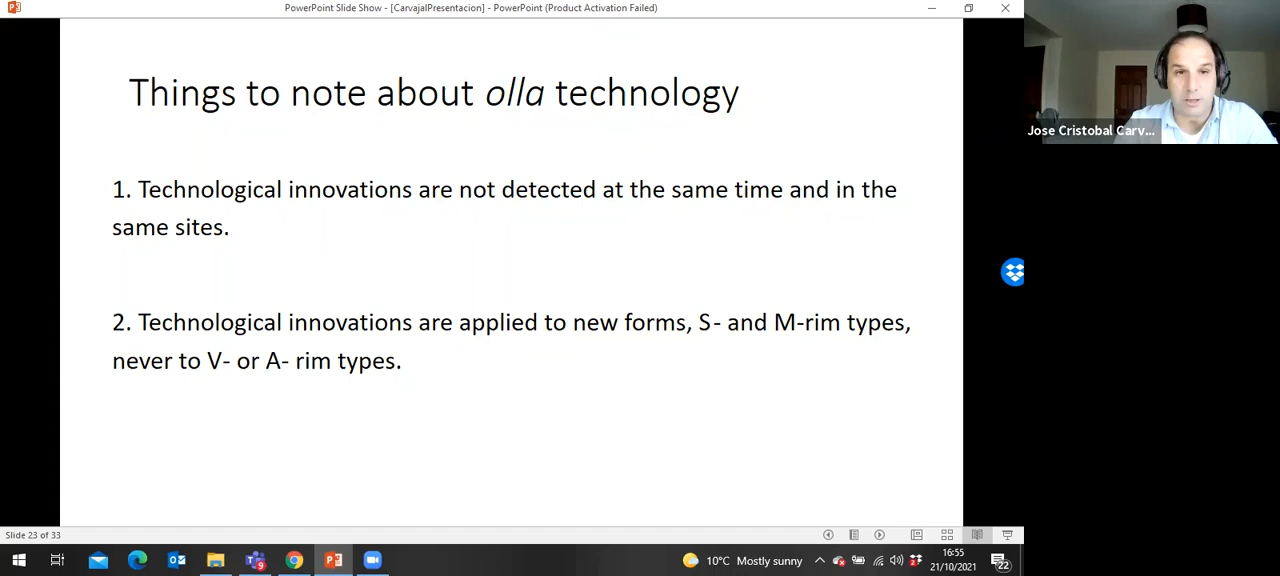 PowerPoint Slide Show - [CarvajalPresentacion] - PowerPoint (Product Activation Failed)
Things to note about olla technology
Jose Cristobal Carv...
1. Technological innovations are not detected at the same time and in the
same sites.
2. Technological innovations are applied to new forms, S- and M-rim types,
never to V- or A- rim types.
Slide 23 of 33
10°C Mostly sunny
16:55
21/10/2021
22